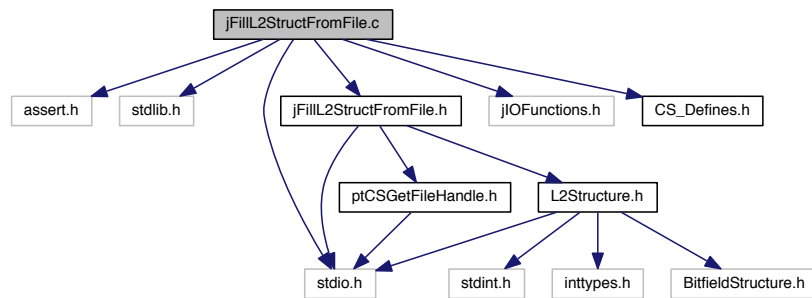 jFillL2StructFromFile.c
assert.h
stdlib.h
jFillL2StructFromFile.h
jIOFunctions.h
CS_Defines.h
ptCSGetFileHandle.h
L2Structure.h
stdio.h
stdint.h
inttypes.h
BitfieldStructure.h